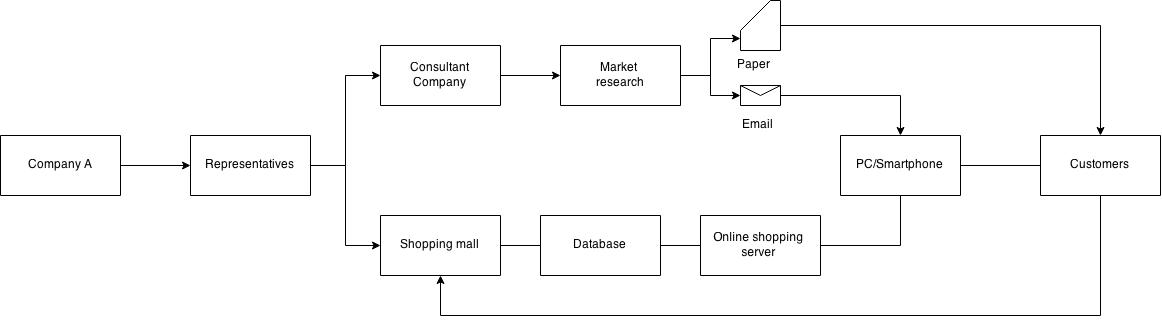 Paper
Consultant
Company
Market
research
Email
Company A
Representatives
PC/Smartphone
Customers
Shopping mall
Database
Online shopping
server